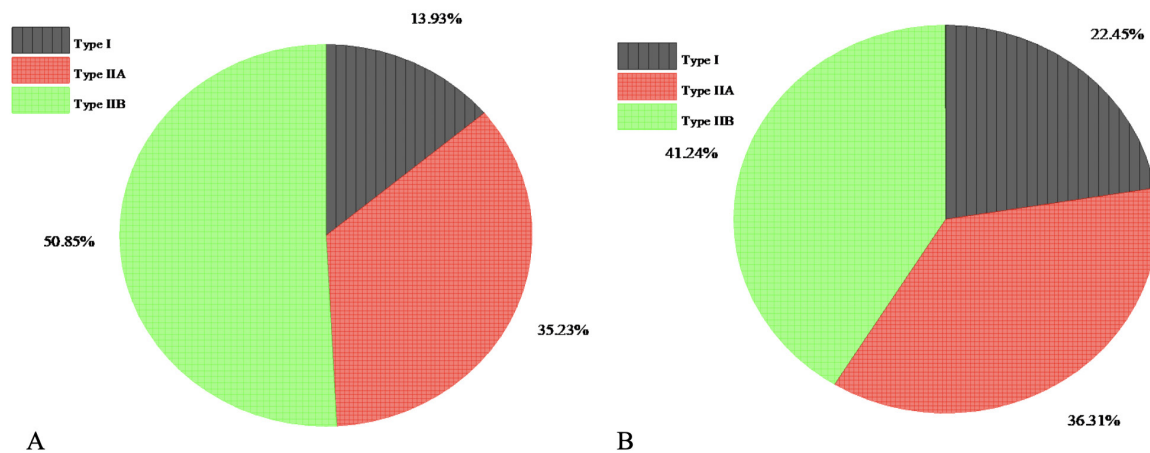 13.93%
Type I
Type IIA
Type IIB
50.85%
35.23%
A
22.45%
Type I
Type IIA
Type IIB
41.24%
36.31%
B